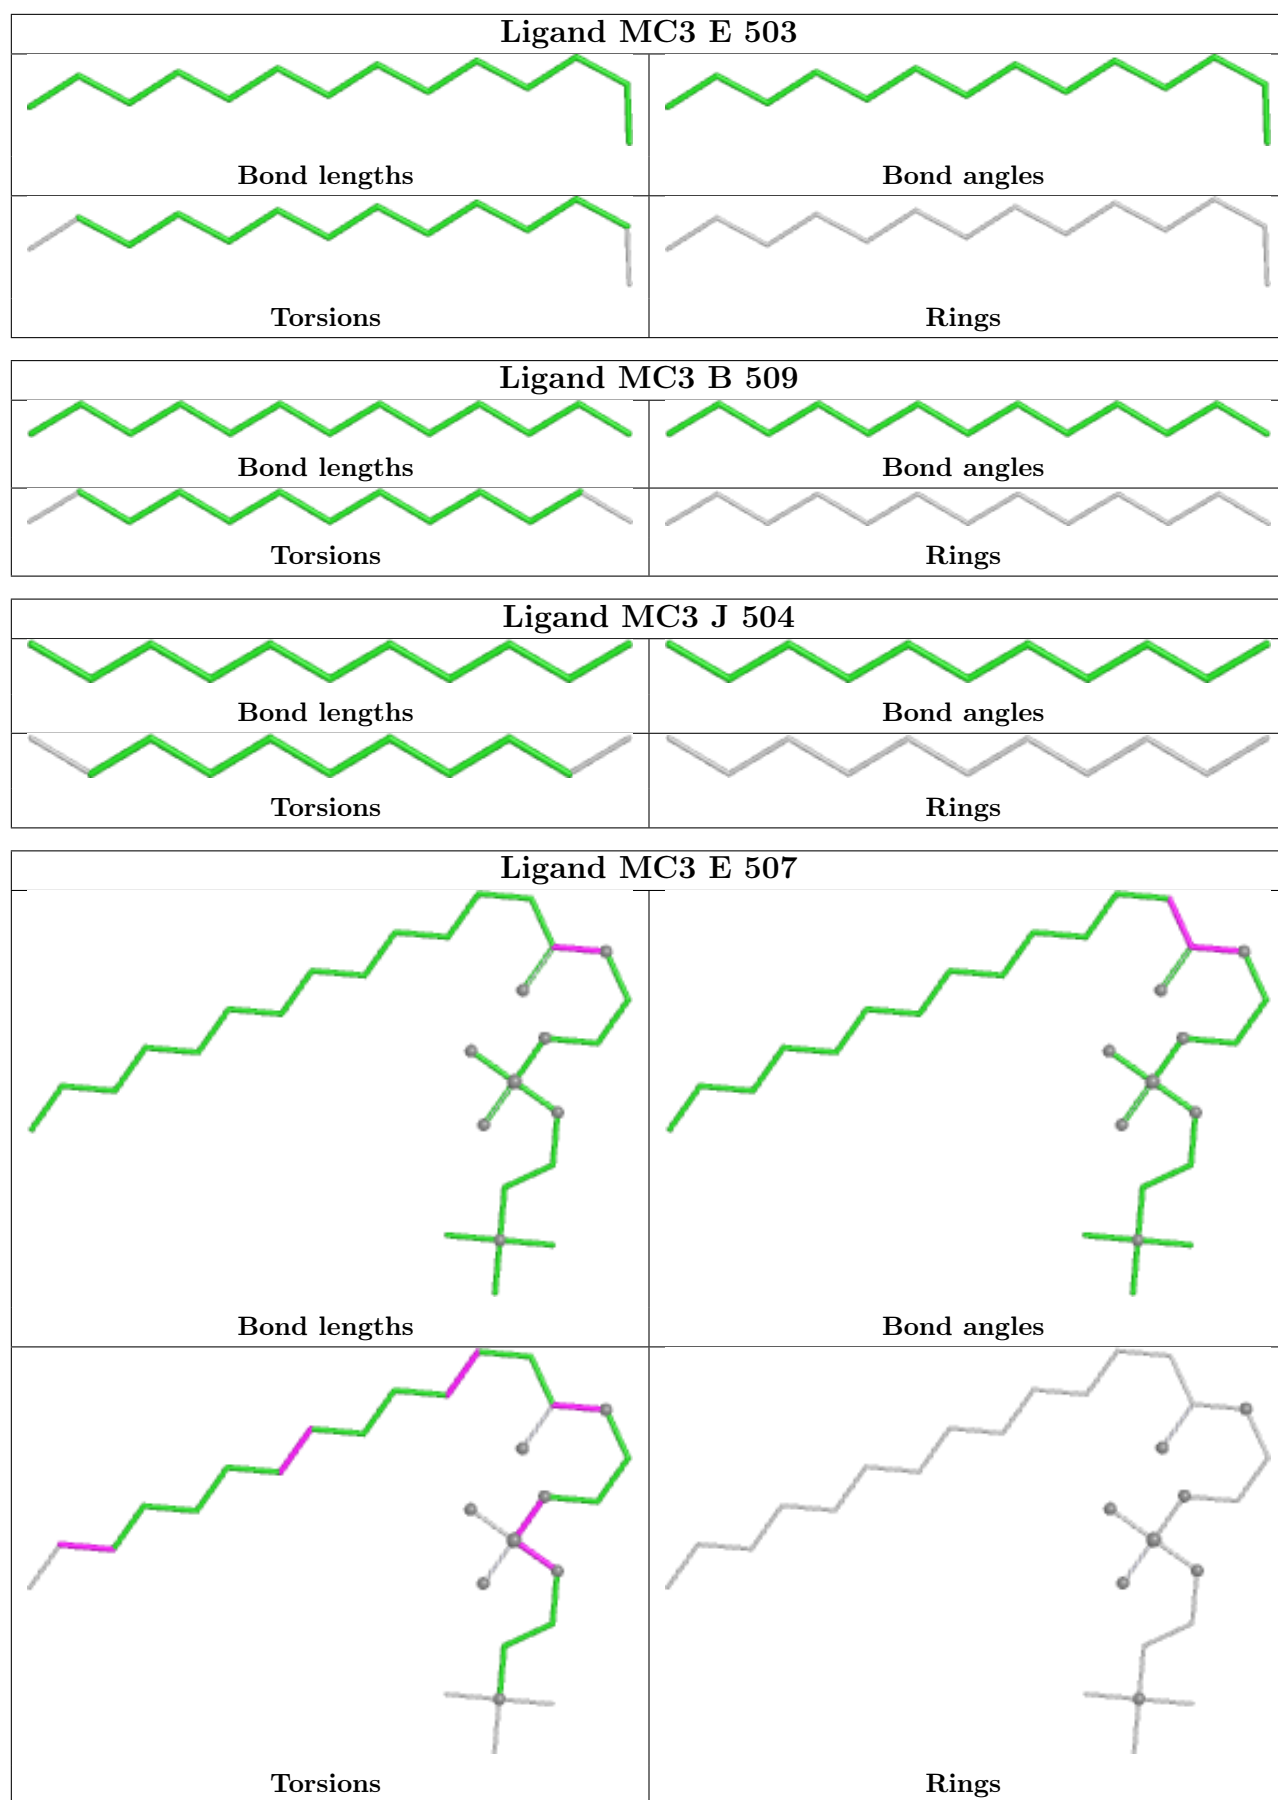 Ligand MC3 E 503
Bond lengths
Bond angles
Torsions
Rings
Ligand MC3 B 509
Bond lengths
Bond angles
Torsions
Rings
Ligand MC3 J 504
Bond lengths
Bond angles
Torsions
Rings
Ligand MC3 E 507
Bond lengths
Bond angles
Torsions
Rings